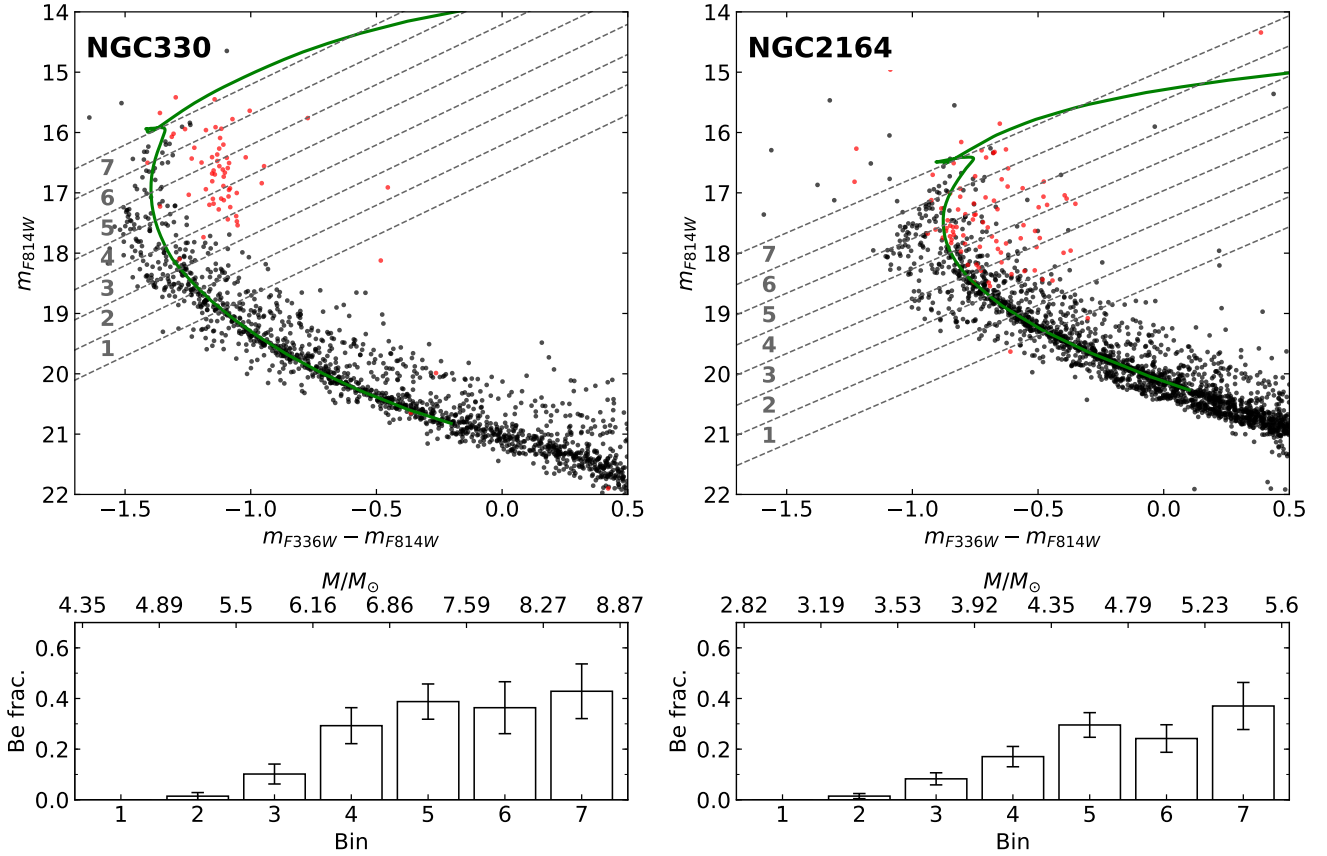 NGC330
14
15
16
17
18
19
20
21
22
m_F814W
7
6
5
4
3
2
1
−1.5 −1.0 −0.5 0.0 0.5
m_F336W − m_F814W
NGC2164
14
15
16
17
18
19
20
21
22
m_F814W
7
6
5
4
3
2
1
−1.5 −1.0 −0.5 0.0 0.5
m_F336W − m_F814W
M/M⊙
4.35 4.89 5.5 6.16 6.86 7.59 8.27 8.87
0.6
0.4
0.2
0.0
Be frac.
1 2 3 4 5 6 7
Bin
M/M⊙
2.82 3.19 3.53 3.92 4.35 4.79 5.23 5.6
0.6
0.4
0.2
0.0
Be frac.
1 2 3 4 5 6 7
Bin